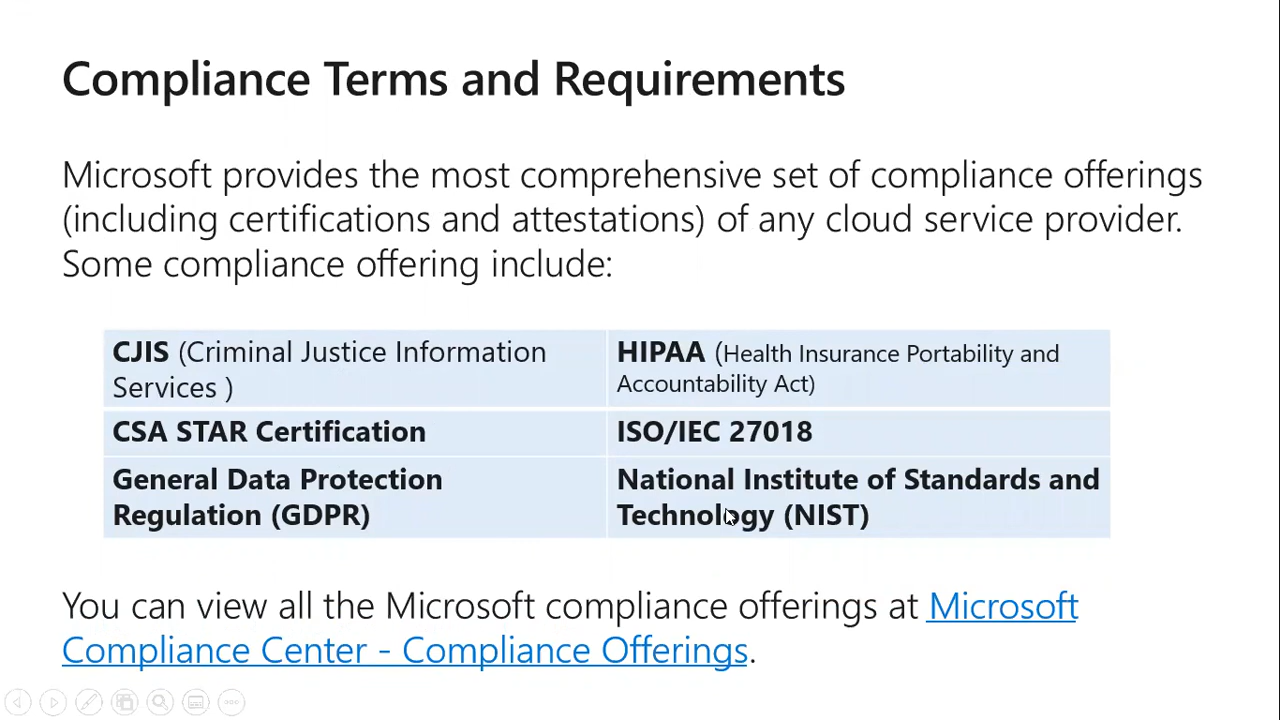 Compliance Terms and Requirements
Microsoft provides the most comprehensive set of compliance offerings
(including certifications and attestations) of any cloud service provider.
Some compliance offering include:
CJIS (Criminal Justice Information
Services )
HIPAA (Health Insurance Portability and
Accountability Act)
CSA STAR Certification
ISO/IEC 27018
General Data Protection
Regulation (GDPR)
National Institute of Standards and
Technology (NIST)
You can view all the Microsoft compliance offerings at Microsoft
Compliance Center - Compliance Offerings.